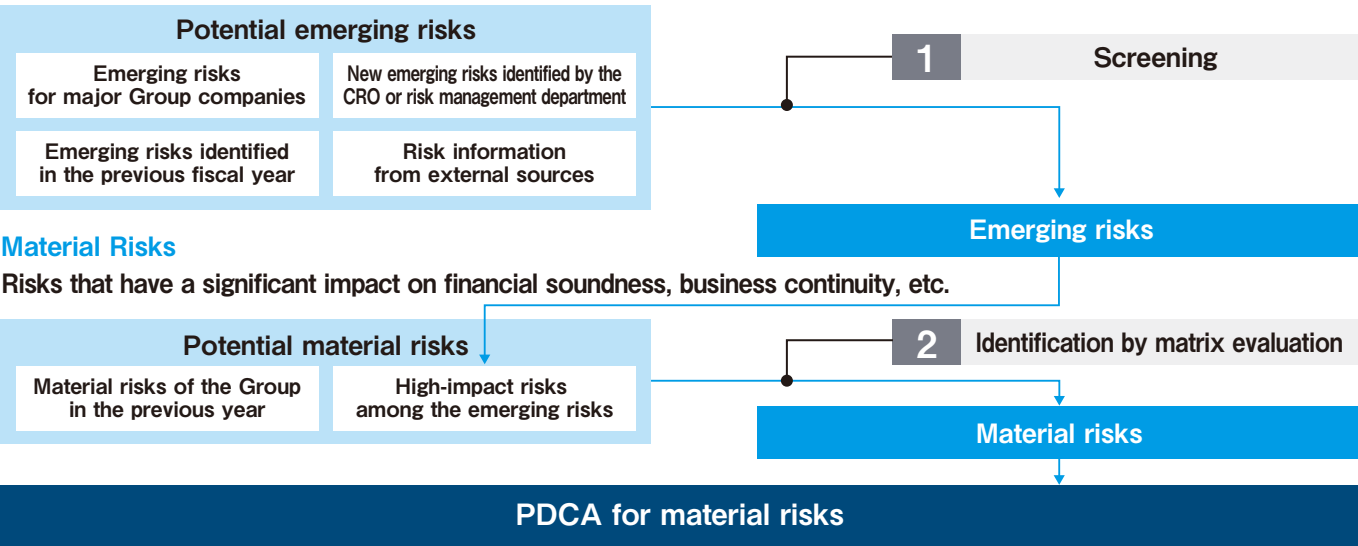 Potential emerging risks
Emerging risks
for major Group companies
New emerging risks identified by the
CRO or risk management department
Emerging risks identified
in the previous fiscal year
Risk information
from external sources
1
Screening
Emerging risks
Material Risks
Risks that have a significant impact on financial soundness, business continuity, etc.
Potential material risks
Material risks of the Group
in the previous year
High-impact risks
among the emerging risks
2
Identification by matrix evaluation
Material risks
PDCA for material risks